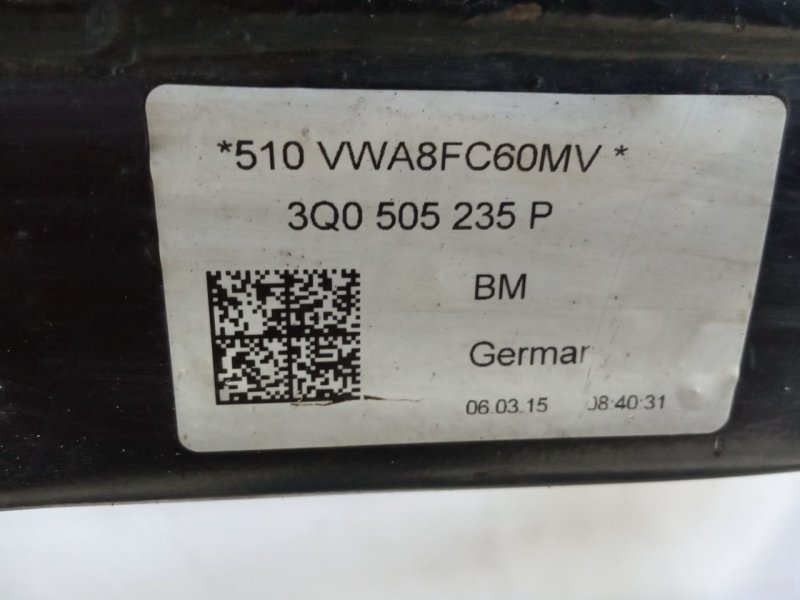 *510 VWA8FC60MV *
3Q0 505 235 P
BM
German
06.03.15 08:40:31